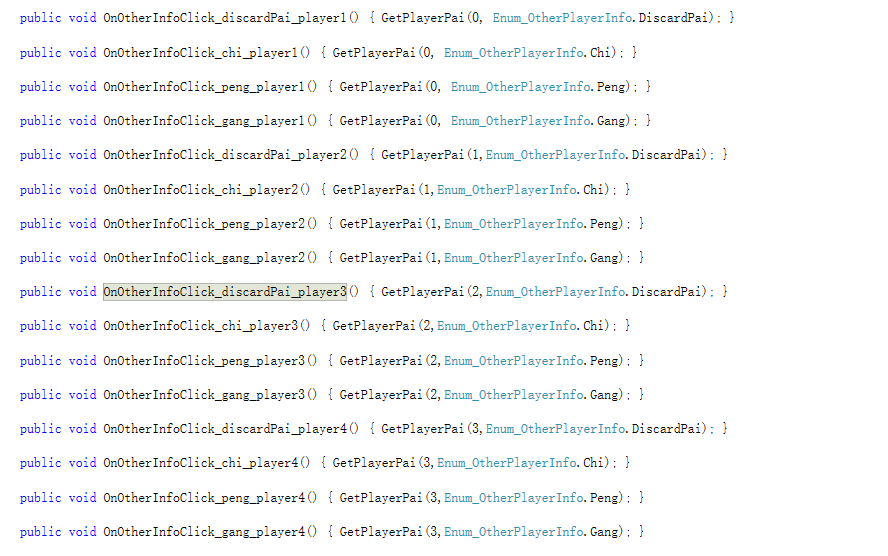 public void OnOtherInfoClick_discardPai_player1() { GetPlayerPai(0, Enum_OtherPlayerInfo.DiscardPai); }
public void OnOtherInfoClick_chi_player1() { GetPlayerPai(0, Enum_OtherPlayerInfo.Chi); }
public void OnOtherInfoClick_peng_player1() { GetPlayerPai(0, Enum_OtherPlayerInfo.Peng); }
public void OnOtherInfoClick_gang_player1() { GetPlayerPai(0, Enum_OtherPlayerInfo.Gang); }
public void OnOtherInfoClick_discardPai_player2() { GetPlayerPai(1,Enum_OtherPlayerInfo.DiscardPai); }
public void OnOtherInfoClick_chi_player2() { GetPlayerPai(1,Enum_OtherPlayerInfo.Chi); }
public void OnOtherInfoClick_peng_player2() { GetPlayerPai(1,Enum_OtherPlayerInfo.Peng); }
public void OnOtherInfoClick_gang_player2() { GetPlayerPai(1,Enum_OtherPlayerInfo.Gang); }
public void OnOtherInfoClick_discardPai_player3() { GetPlayerPai(2,Enum_OtherPlayerInfo.DiscardPai); }
public void OnOtherInfoClick_chi_player3() { GetPlayerPai(2,Enum_OtherPlayerInfo.Chi); }
public void OnOtherInfoClick_peng_player3() { GetPlayerPai(2,Enum_OtherPlayerInfo.Peng); }
public void OnOtherInfoClick_gang_player3() { GetPlayerPai(2,Enum_OtherPlayerInfo.Gang); }
public void OnOtherInfoClick_discardPai_player4() { GetPlayerPai(3,Enum_OtherPlayerInfo.DiscardPai); }
public void OnOtherInfoClick_chi_player4() { GetPlayerPai(3,Enum_OtherPlayerInfo.Chi); }
public void OnOtherInfoClick_peng_player4() { GetPlayerPai(3,Enum_OtherPlayerInfo.Peng); }
public void OnOtherInfoClick_gang_player4() { GetPlayerPai(3,Enum_OtherPlayerInfo.Gang); }